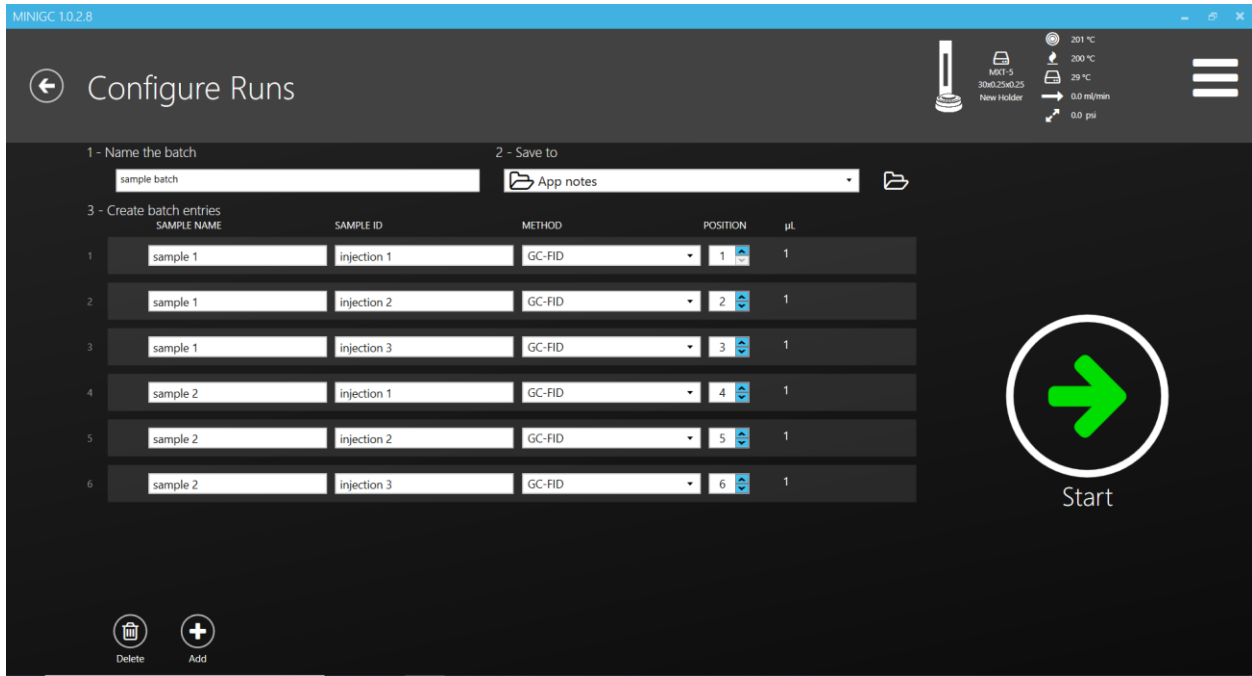 MINIGC 1.0.2.8
Configure Runs
MXT-5
30x0.25x0.25
New Holder
201 °C
200 °C
29 °C
0.0 ml/min
0.0 psi
1 - Name the batch
2 - Save to
sample batch
App notes
3 - Create batch entries
SAMPLE NAME SAMPLE ID METHOD POSITION µL
1 sample 1 injection 1 GC-FID 1 1
2 sample 1 injection 2 GC-FID 2 1
3 sample 1 injection 3 GC-FID 3 1
4 sample 2 injection 1 GC-FID 4 1
5 sample 2 injection 2 GC-FID 5 1
6 sample 2 injection 3 GC-FID 6 1
Start
Delete
Add